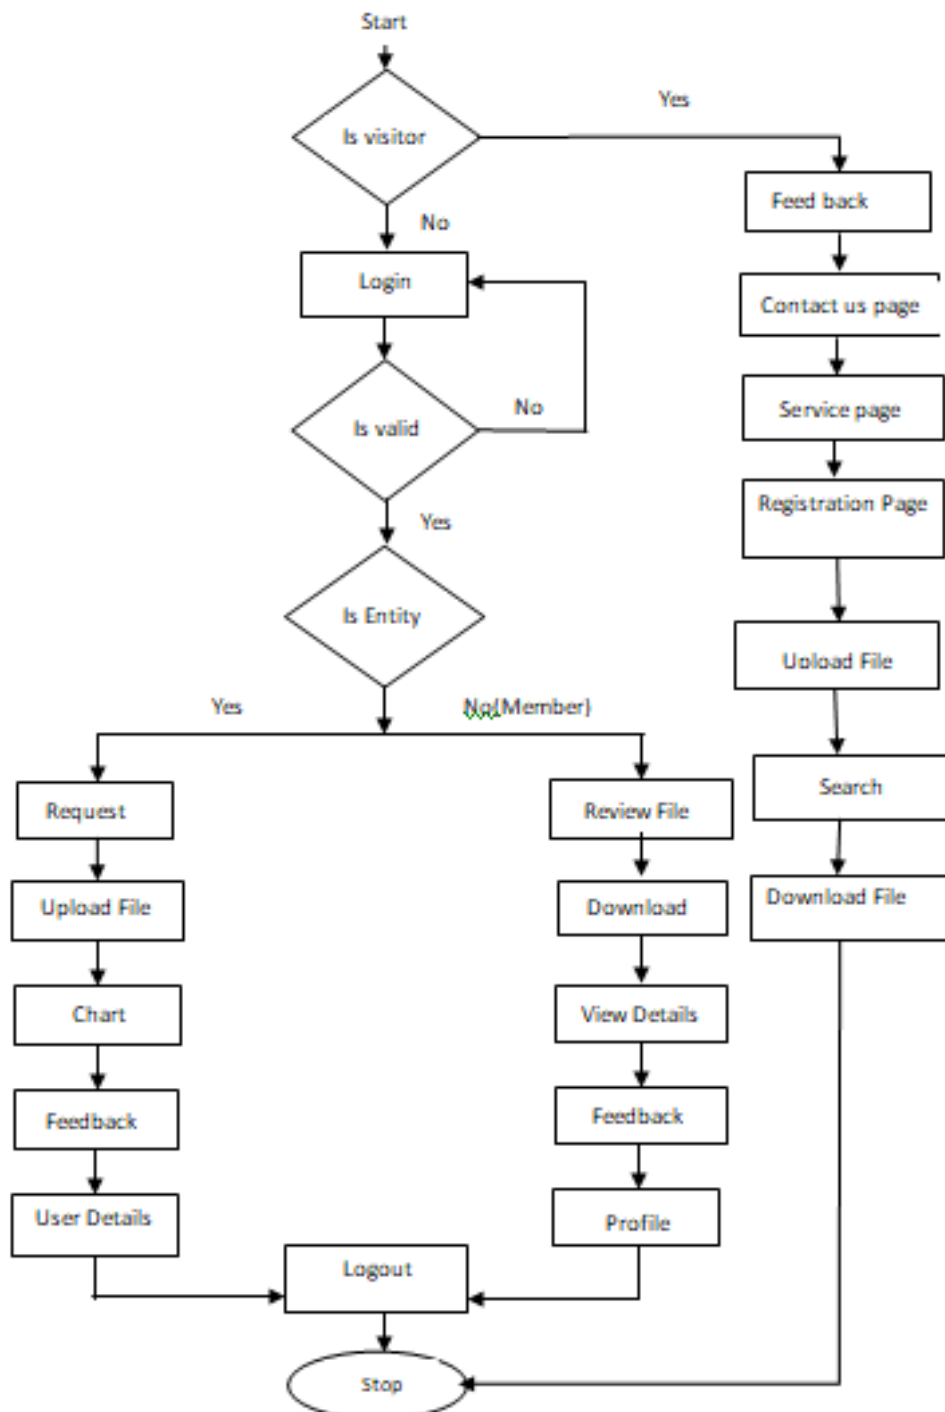 Start
Is visitor
Yes
No
Feed back
Login
Contact us page
Is valid
No
Service page
Yes
Registration Page
Is Entity
Upload File
Yes
No(Member)
Search
Request
Review File
Download File
Upload File
Download
Chart
View Details
Feedback
Feedback
User Details
Profile
Logout
Stop